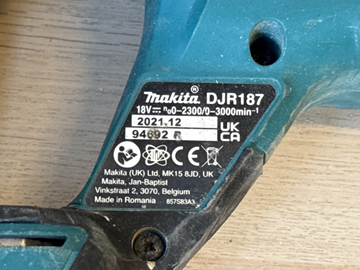 makita® DJR187
18V⎓ n₀0-2300/0-3000min⁻¹
2021.12
94692 R
UK
CA
CE
Makita (UK) Ltd, MK15 8JD, UK
Makita, Jan-Baptist
Vinkstraat 2, 3070, Belgium
Made in Romania 857S83A3